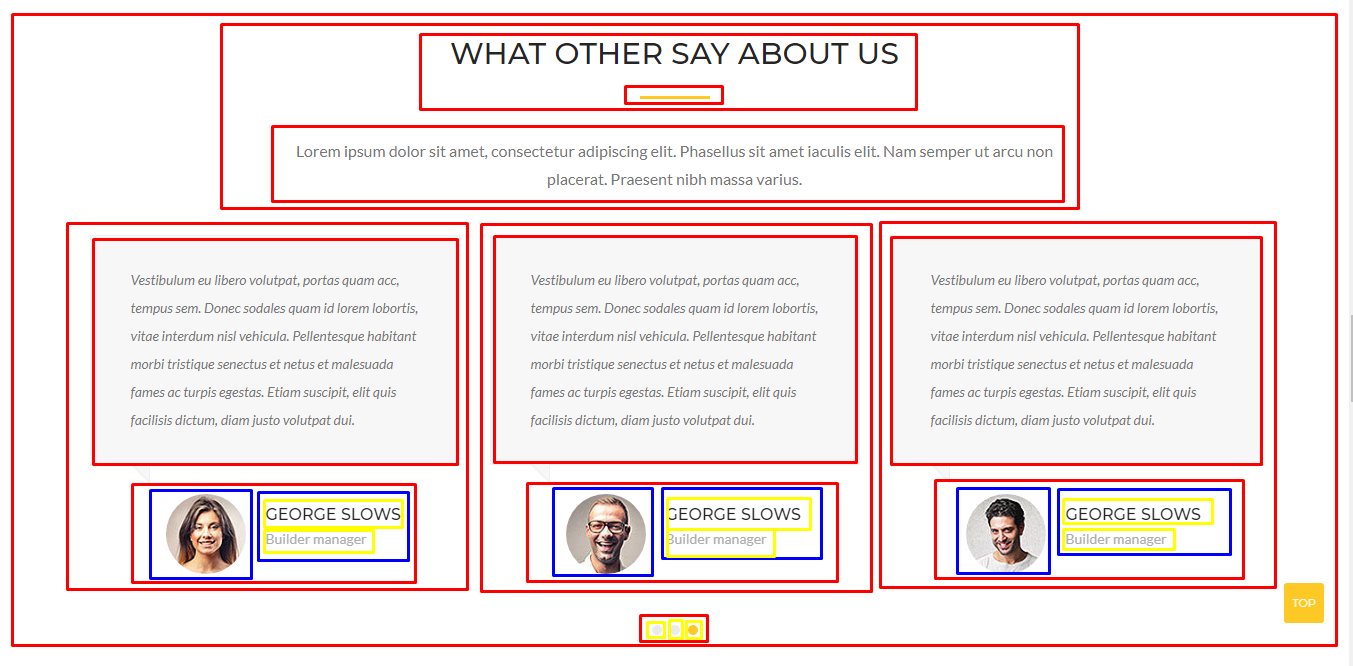 WHAT OTHER SAY ABOUT US
Lorem ipsum dolor sit amet, consectetur adipiscing elit. Phasellus sit amet iaculis elit. Nam semper ut arcu non
placerat. Praesent nibh massa varius.
Vestibulum eu libero volutpat, portas quam acc,
tempus sem. Donec sodales quam id lorem lobortis,
vitae interdum nisl vehicula. Pellentesque habitant
morbi tristique senectus et netus et malesuada
fames ac turpis egestas. Etiam suscipit, elit quis
facilisis dictum, diam justo volutpat dui.
GEORGE SLOWS
Builder manager
Vestibulum eu libero volutpat, portas quam acc,
tempus sem. Donec sodales quam id lorem lobortis,
vitae interdum nisl vehicula. Pellentesque habitant
morbi tristique senectus et netus et malesuada
fames ac turpis egestas. Etiam suscipit, elit quis
facilisis dictum, diam justo volutpat dui.
GEORGE SLOWS
Builder manager
Vestibulum eu libero volutpat, portas quam acc,
tempus sem. Donec sodales quam id lorem lobortis,
vitae interdum nisl vehicula. Pellentesque habitant
morbi tristique senectus et netus et malesuada
fames ac turpis egestas. Etiam suscipit, elit quis
facilisis dictum, diam justo volutpat dui.
GEORGE SLOWS
Builder manager
TOP